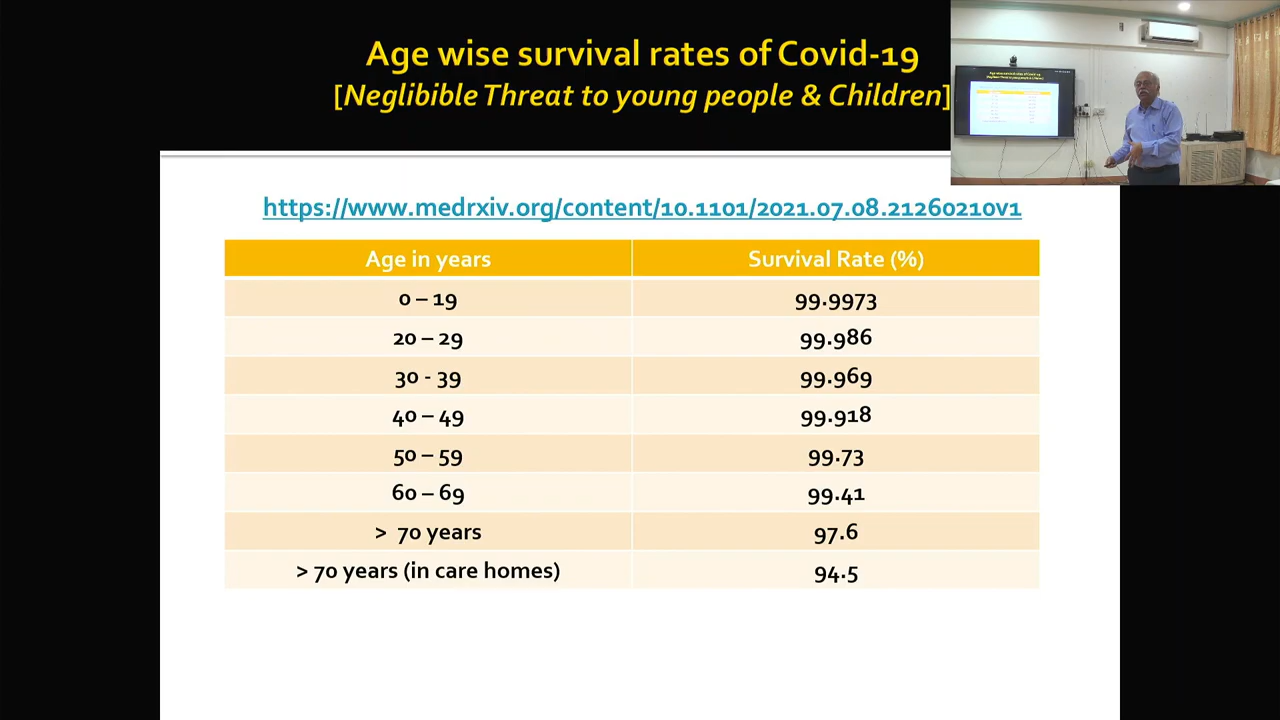 Age wise survival rates of Covid-19
[Neglibible Threat to young people & Children]
https://www.medrxiv.org/content/10.1101/2021.07.08.21260210v1
Age in years Survival Rate (%)
0 – 19 99.9973
20 – 29 99.986
30 - 39 99.969
40 – 49 99.918
50 – 59 99.73
60 – 69 99.41
> 70 years 97.6
> 70 years (in care homes) 94.5